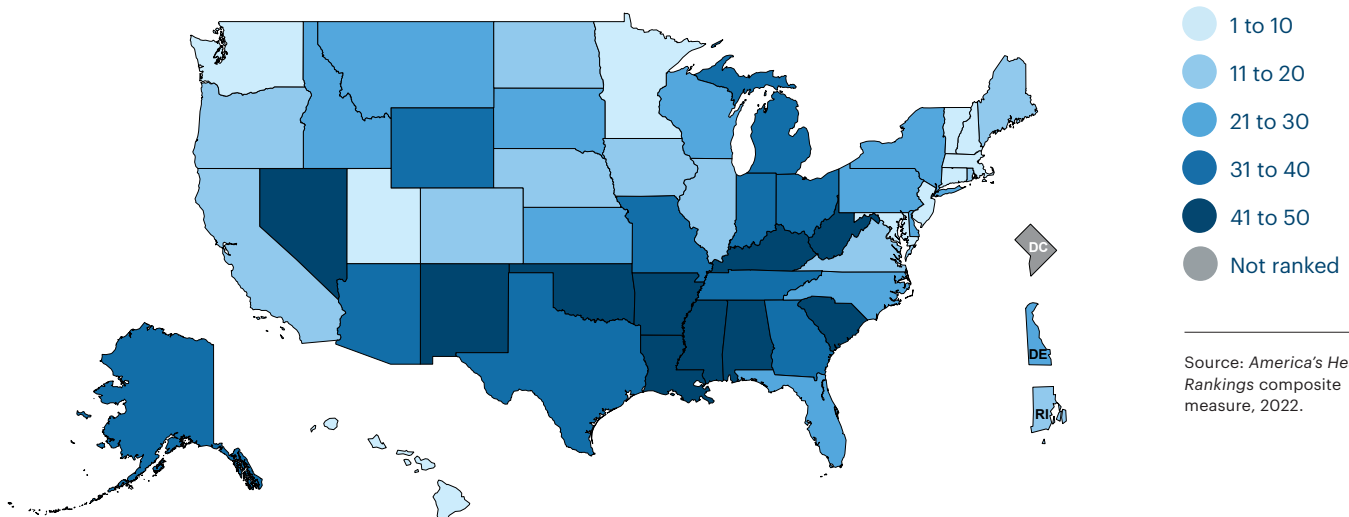 1 to 10
11 to 20
21 to 30
31 to 40
41 to 50
Not ranked
DC
DE
RI
Source: America's He
Rankings composite
measure, 2022.